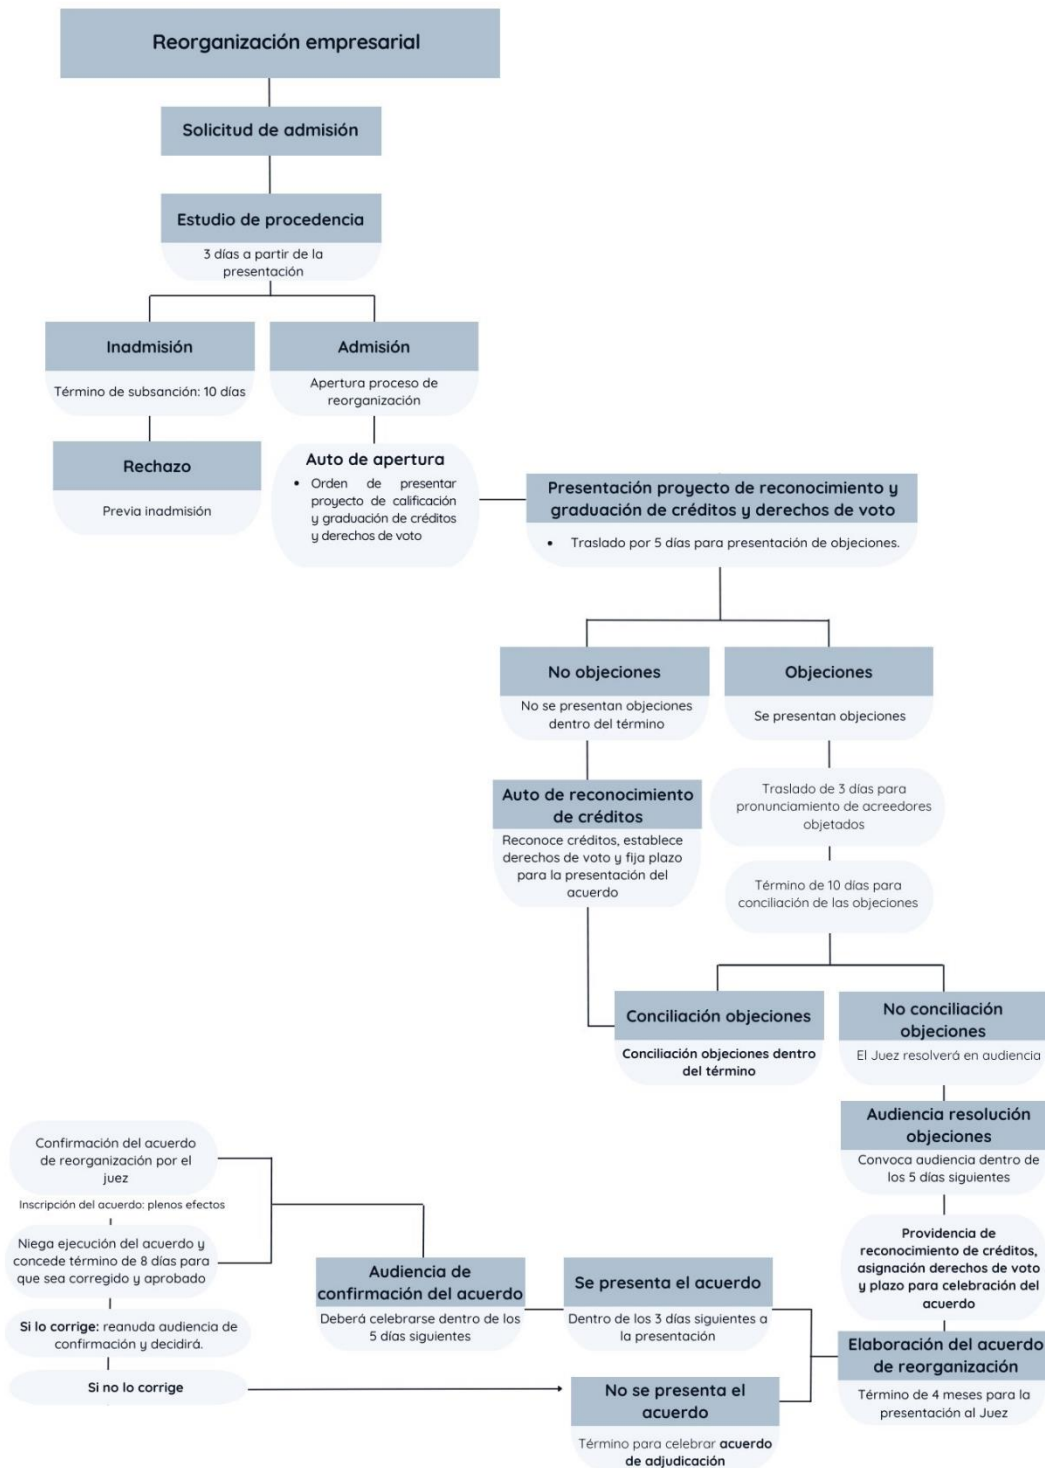 Reorganización empresarial
Solicitud de admisión
Estudio de procedencia
3 días a partir de la
presentación
Inadmisión
Término de subsanción: 10 días
Rechazo
Previa inadmisión
Admisión
Apertura proceso de
reorganización
Auto de apertura
• Orden de presentar
proyecto de calificación
y graduación de créditos
y derechos de voto
Presentación proyecto de reconocimiento y
graduación de créditos y derechos de voto
• Traslado por 5 días para presentación de objeciones.
No objeciones
No se presentan objeciones
dentro del término
Auto de reconocimiento
de créditos
Reconoce créditos, establece
derechos de voto y fija plazo
para la presentación del
acuerdo
Objeciones
Se presentan objeciones
Traslado de 3 días para
pronunciamiento de acreedores
objetados
Término de 10 días para
conciliación de las objeciones
Conciliación objeciones
Conciliación objeciones dentro
del término
No conciliación
objeciones
El Juez resolverá en audiencia
Audiencia resolución
objeciones
Convoca audiencia dentro de
los 5 días siguientes
Providencia de
reconocimiento de créditos,
asignación derechos de voto
y plazo para celebración del
acuerdo
Elaboración del acuerdo
de reorganización
Término de 4 meses para la
presentación al Juez
Se presenta el acuerdo
Dentro de los 3 días siguientes a
la presentación
No se presenta el
acuerdo
Término para celebrar acuerdo
de adjudicación
Audiencia de
confirmación del acuerdo
Deberá celebrarse dentro de los
5 días siguientes
Confirmación del acuerdo
de reorganización por el
juez
Inscripción del acuerdo: plenos efectos
Niega ejecución del acuerdo y
concede término de 8 días para
que sea corregido y aprobado
Si lo corrige: reanuda audiencia de
confirmación y decidirá.
Si no lo corrige